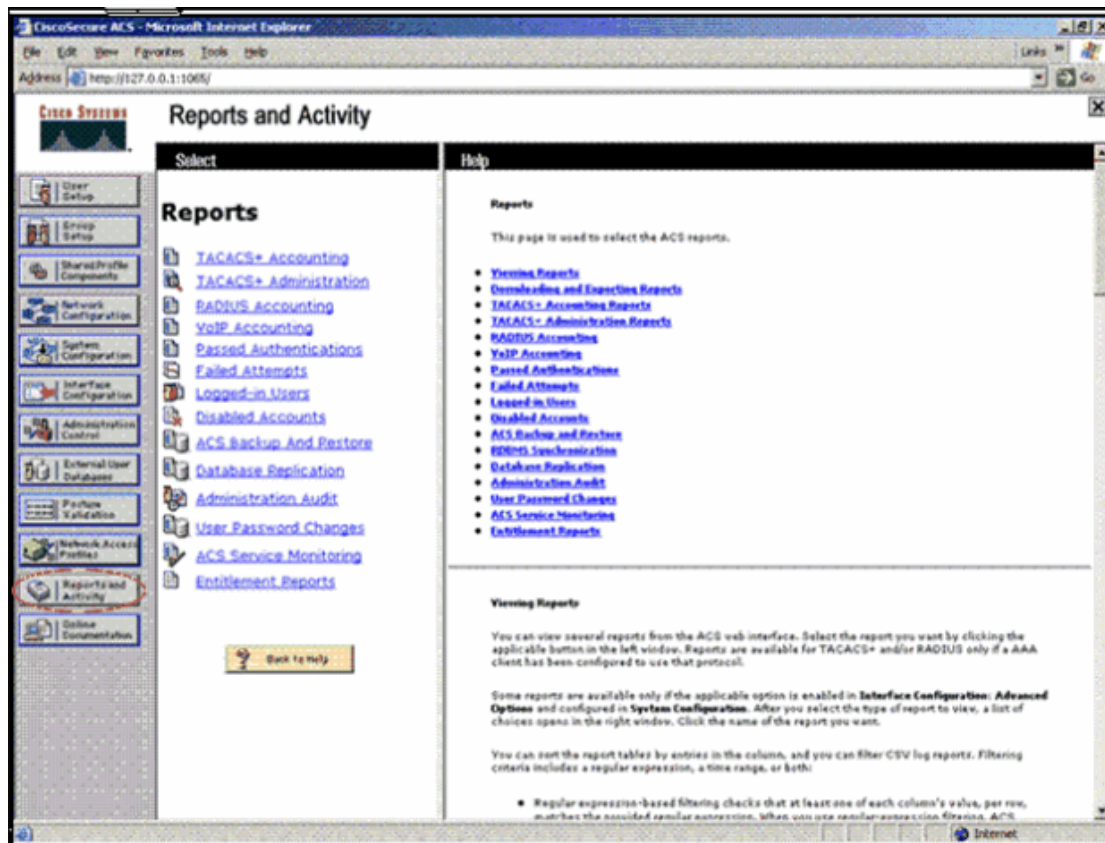 CiscoSecure ACS - Microsoft Internet Explorer
File Edit View Favorites Tools Help
Links »
Address http://127.0.0.1:1065/
Go
CISCO SYSTEMS
Reports and Activity
User Setup
Group Setup
Shared Profile Components
Network Configuration
System Configuration
Interface Configuration
Administration Control
External User Databases
Posture Validation
Network Access Profiles
Reports and Activity
Online Documentation
Select
Reports
TACACS+ Accounting
TACACS+ Administration
RADIUS Accounting
VoIP Accounting
Passed Authentications
Failed Attempts
Logged-in Users
Disabled Accounts
ACS Backup And Restore
Database Replication
Administration Audit
User Password Changes
ACS Service Monitoring
Entitlement Reports
Back to Help
Help
Reports
This page is used to select the ACS reports.
Viewing Reports
Downloading and Exporting Reports
TACACS+ Accounting Reports
TACACS+ Administration Reports
RADIUS Accounting
VoIP Accounting
Passed Authentications
Failed Attempts
Logged-in Users
Disabled Accounts
ACS Backup and Restore
RDBMS Synchronization
Database Replication
Administration Audit
User Password Changes
ACS Service Monitoring
Entitlement Reports
Viewing Reports
You can view several reports from the ACS web interface. Select the report you want by clicking the
applicable button in the left window. Reports are available for TACACS+ and/or RADIUS only if a AAA
client has been configured to use that protocol.
Some reports are available only if the applicable option is enabled in Interface Configuration: Advanced
Options and configured in System Configuration. After you select the type of report to view, a list of
choices opens in the right window. Click the name of the report you want.
You can sort the report tables by entries in the column, and you can filter CSV log reports. Filtering
criteria includes a regular expression, a time range, or both:
Regular expression-based filtering checks that at least one of each column's value, per row,
matches the provided regular expression. When you use regular-expression filtering, ACS
Internet